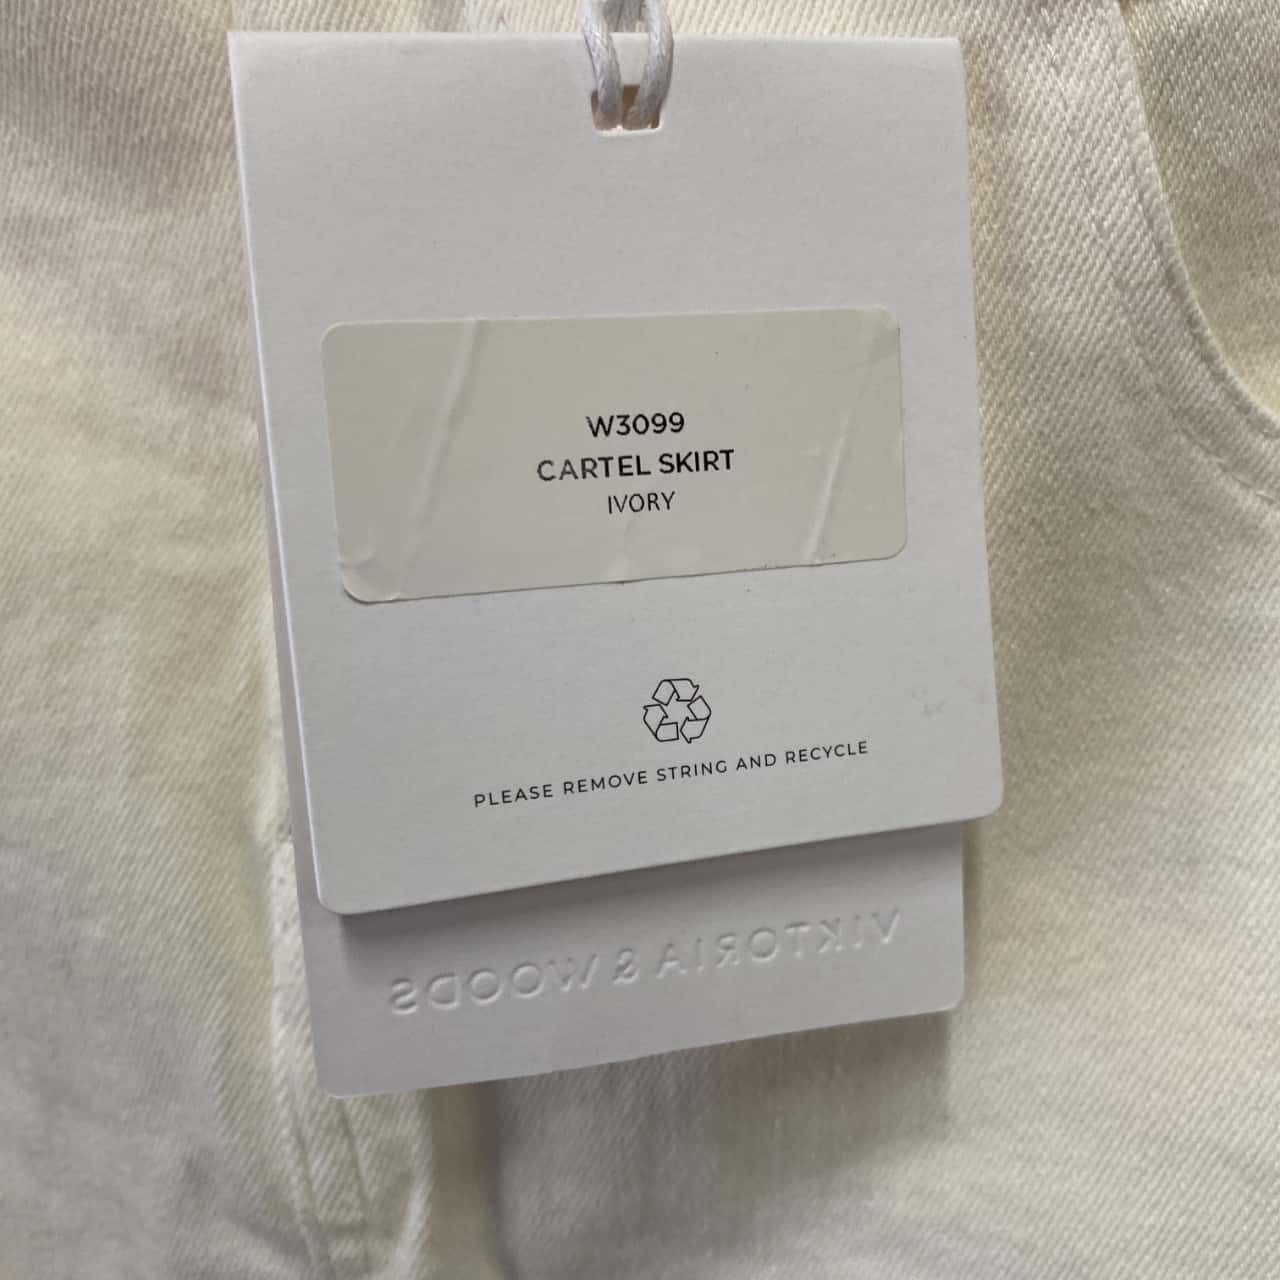 W3099
CARTEL SKIRT
IVORY
PLEASE REMOVE STRING AND RECYCLE
VIKTORIA & WOODS